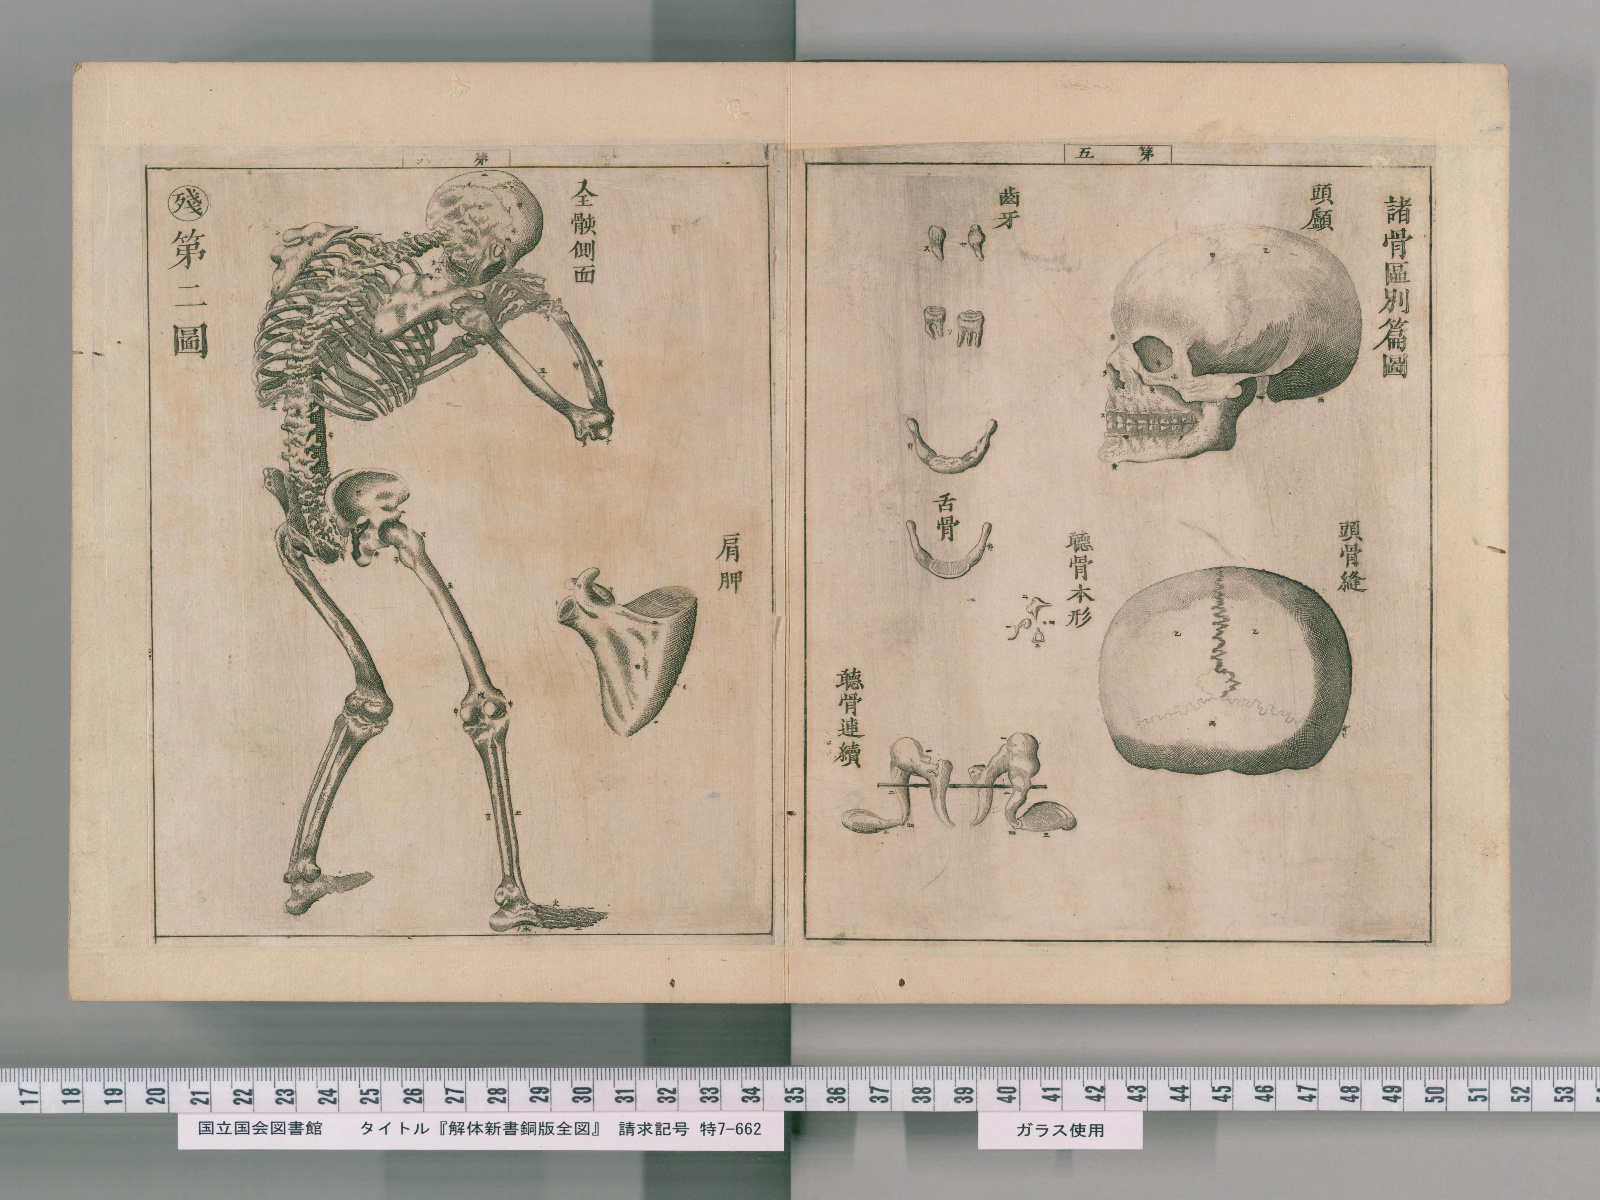 第五
諸骨區別篇圖
頭顱
齒牙
舌骨
頭骨縫
聽骨本形
聽骨連續
第
全骸側面
肩胛
殘第二圖
17 18 19 20 21 22 23 24 25 26 27 28 29 30 31 32 33 34 35 36 37 38 39 40 41 42 43 44 45 46 47 48 49 50 51 52 53
国立国会図書館 タイトル『解体新書銅版全図』 請求記号 特7-662
ガラス使用